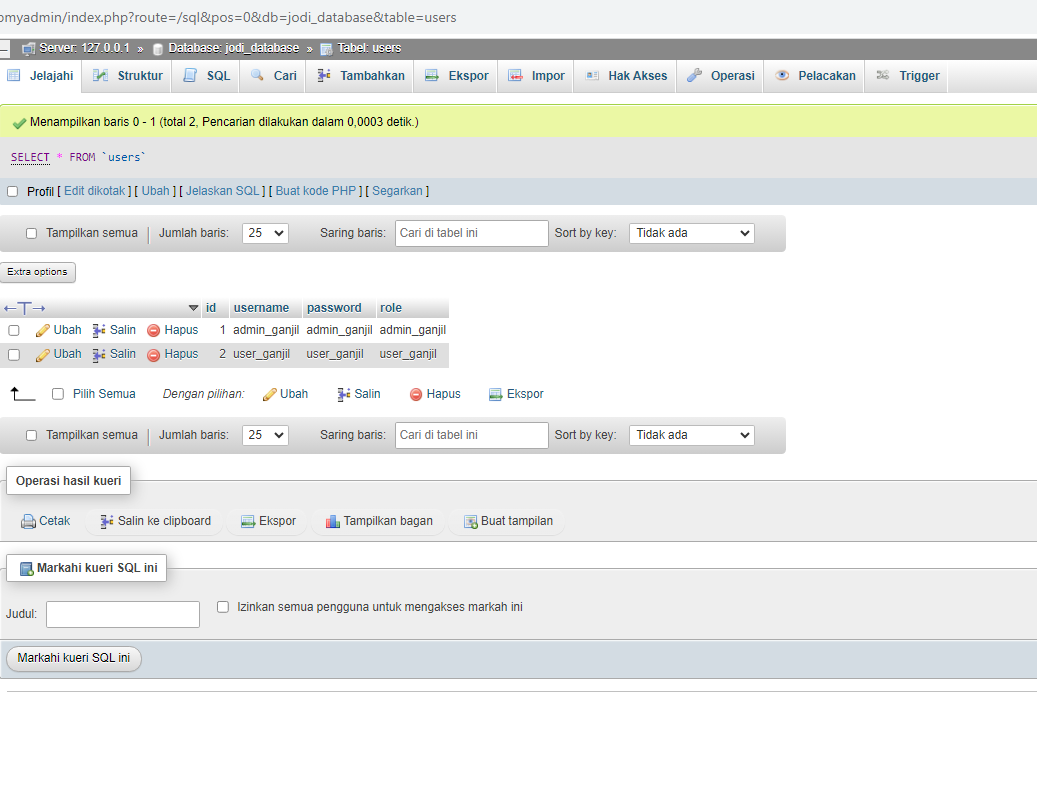 omyadmin/index.php?route=/sql&pos=0&db=jodi_database&table=users
Server: 127.0.0.1 » Database: jodi_database » Tabel: users
Jelajahi Struktur SQL Cari Tambahkan Ekspor Impor Hak Akses Operasi Pelacakan Trigger
Menampilkan baris 0 - 1 (total 2, Pencarian dilakukan dalam 0,0003 detik.)
SELECT * FROM `users`
Profil [ Edit dikotak ] [ Ubah ] [ Jelaskan SQL ] [ Buat kode PHP ] [ Segarkan ]
Tampilkan semua | Jumlah baris: 25 Saring baris: Cari di tabel ini Sort by key: Tidak ada
Extra options
←T→ id username password role
Ubah Salin Hapus 1 admin_ganjil admin_ganjil admin_ganjil
Ubah Salin Hapus 2 user_ganjil user_ganjil user_ganjil
Pilih Semua Dengan pilihan: Ubah Salin Hapus Ekspor
Tampilkan semua | Jumlah baris: 25 Saring baris: Cari di tabel ini Sort by key: Tidak ada
Operasi hasil kueri
Cetak Salin ke clipboard Ekspor Tampilkan bagan Buat tampilan
Markahi kueri SQL ini
Judul: Izinkan semua pengguna untuk mengakses markah ini
Markahi kueri SQL ini